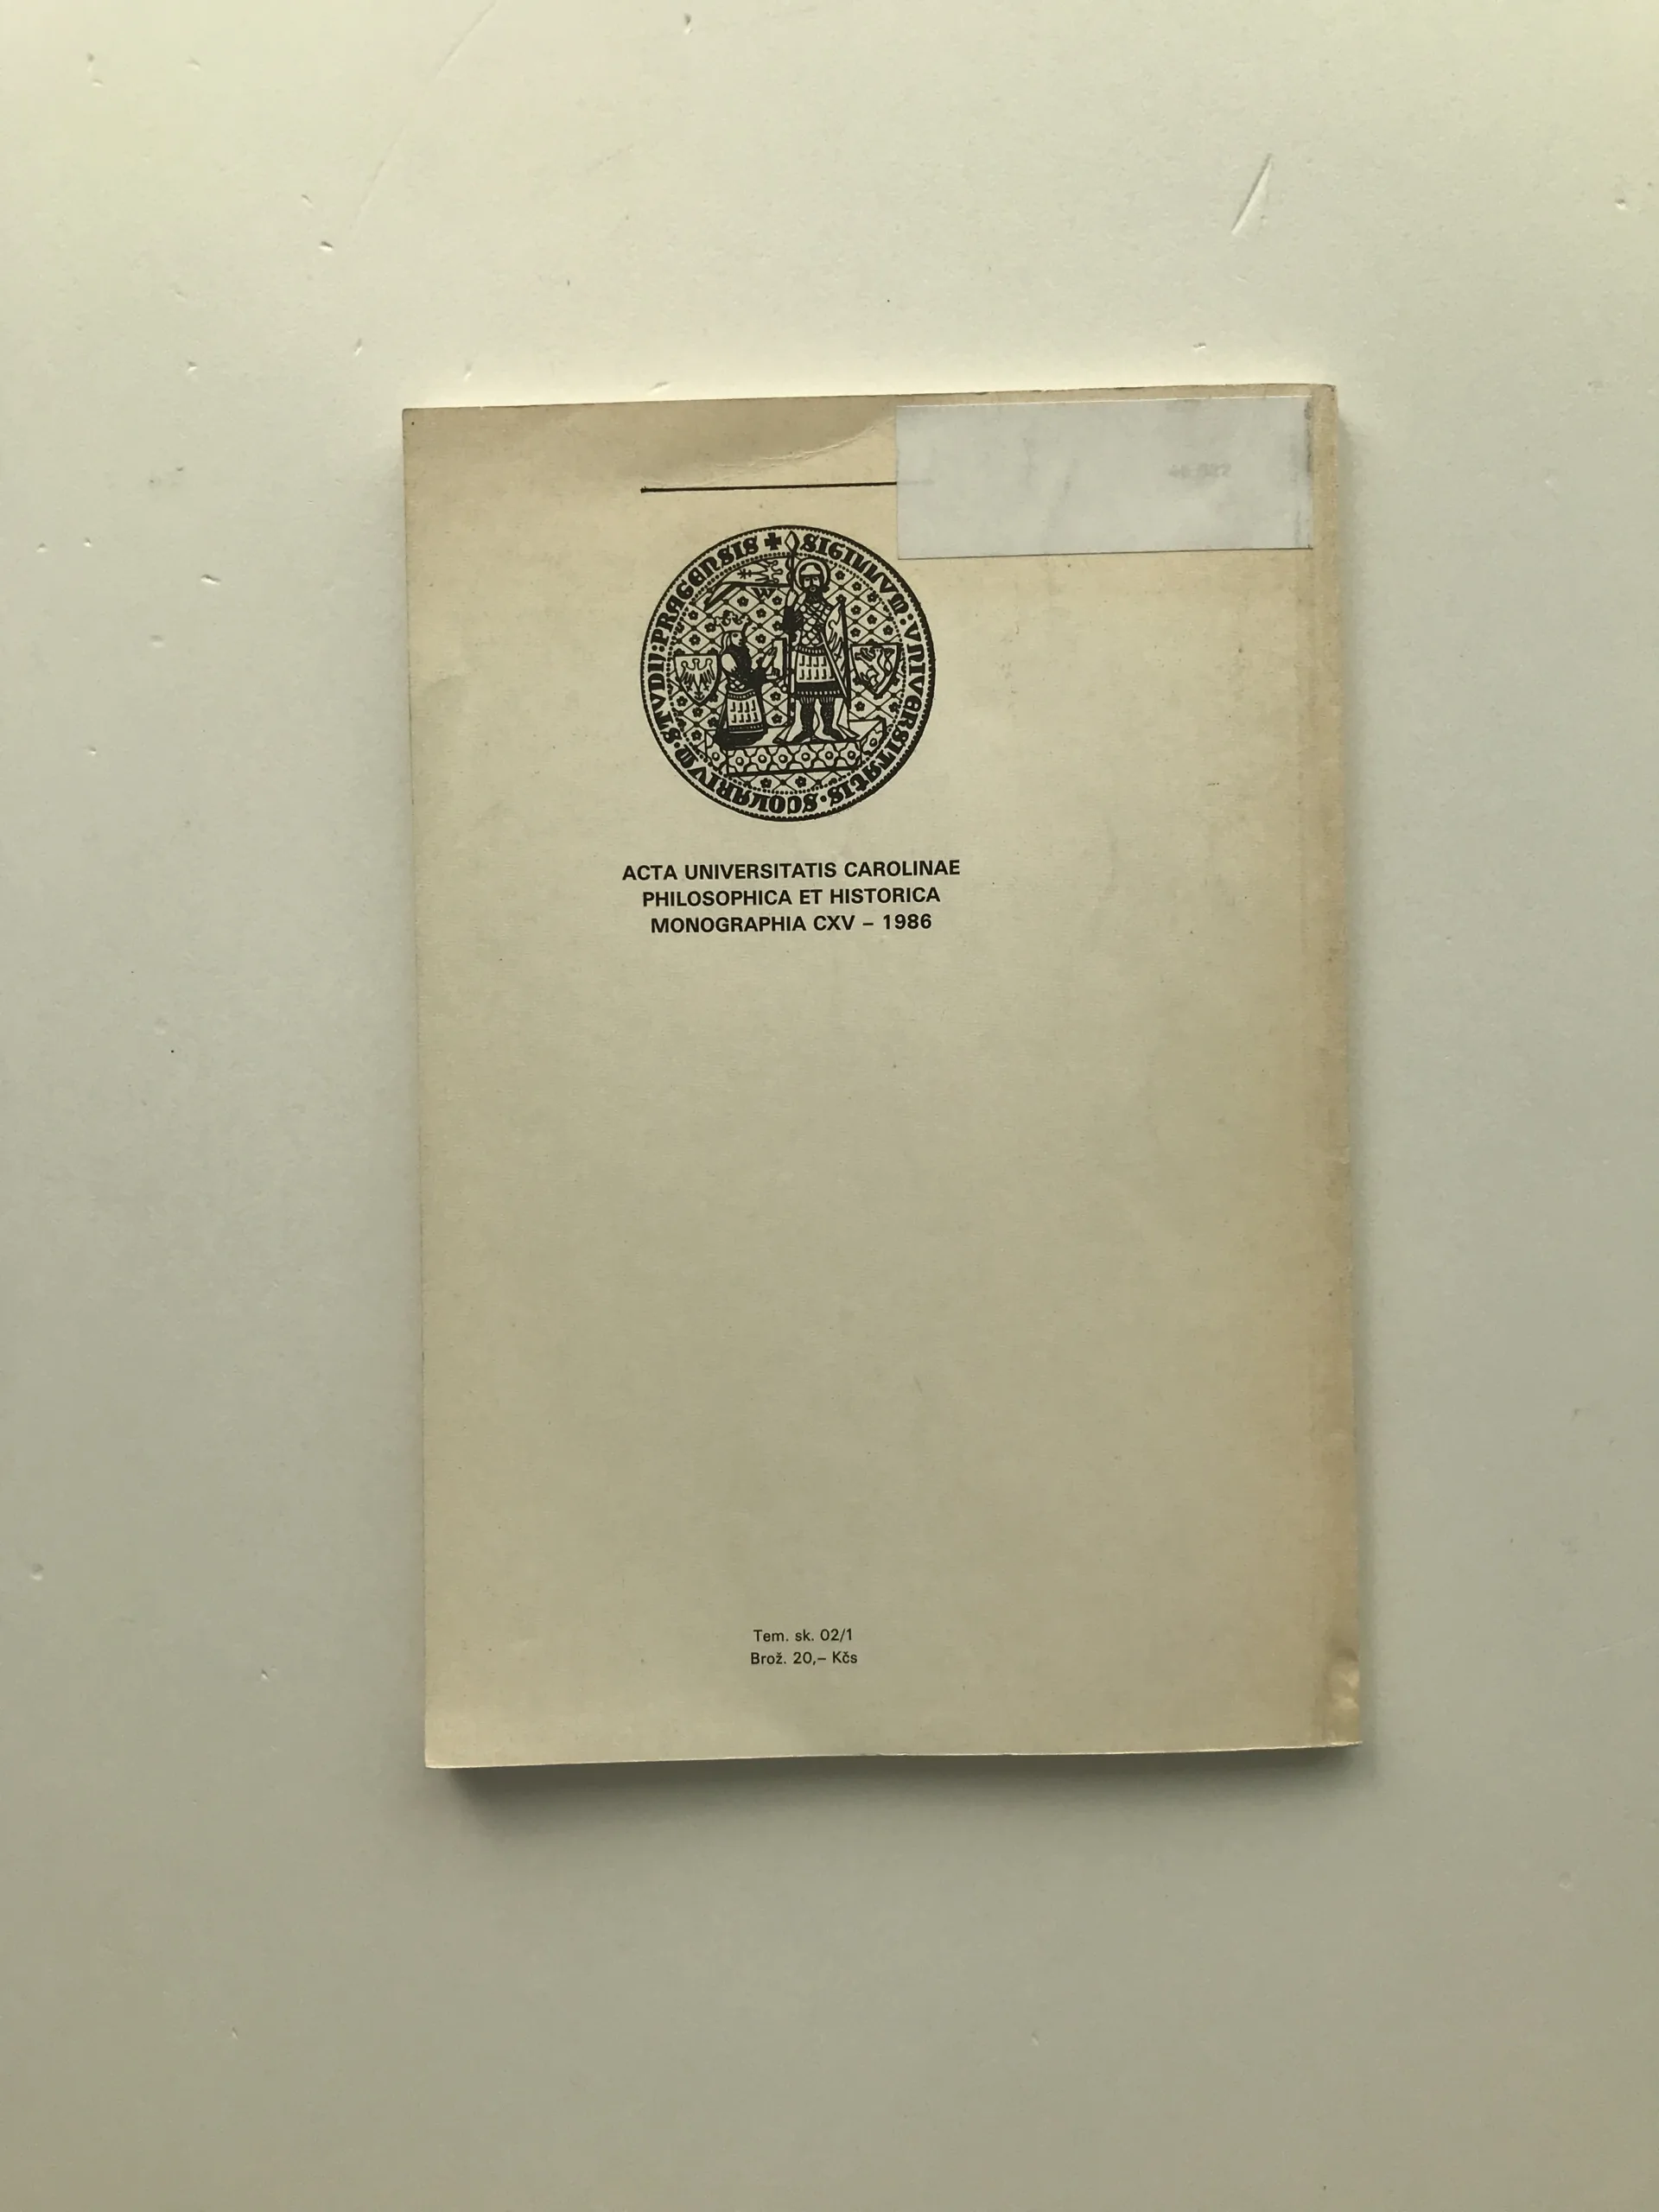 SIGILLVM : VNIVERSITATIS · SCOLARIVM · STVDII : PRAGENSIS +
ACTA UNIVERSITATIS CAROLINAE
PHILOSOPHICA ET HISTORICA
MONOGRAPHIA CXV – 1986
Tem. sk. 02/1
Brož. 20,– Kčs